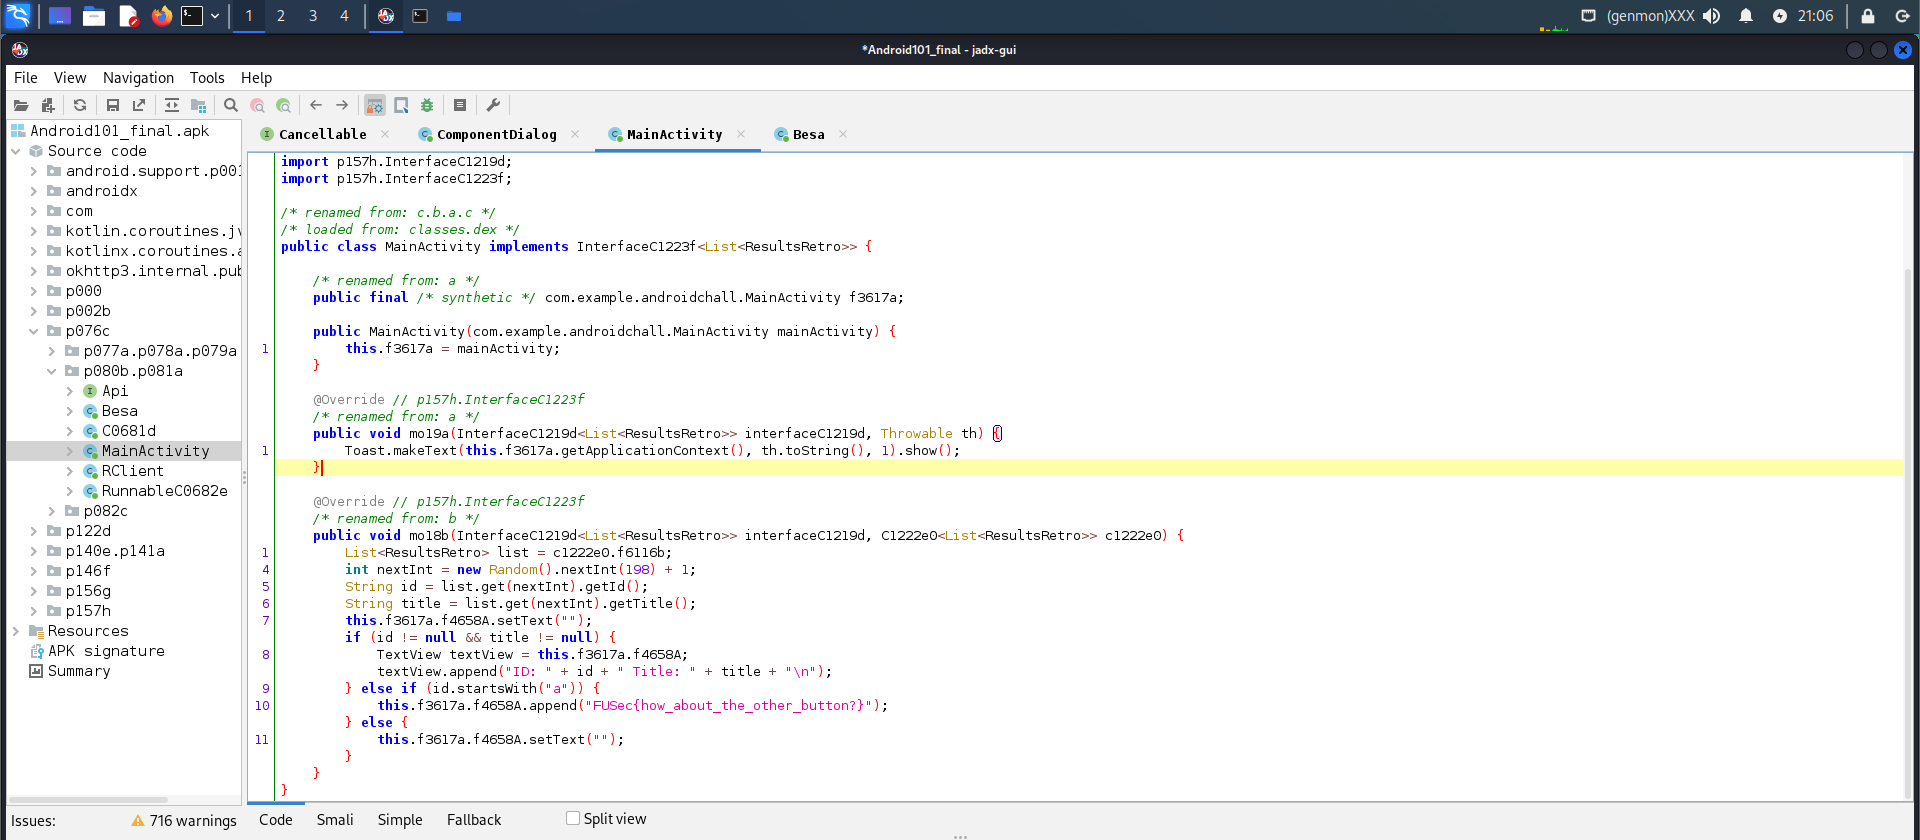 1 2 3 4 (genmon)XXX 21:06
*Android101_final - jadx-gui
File View Navigation Tools Help
Android101_final.apk
Source code
android.support.p001
androidx
com
kotlin.coroutines.jv
kotlinx.coroutines.a
okhttp3.internal.pub
p000
p002b
p076c
p077a.p078a.p079a
p080b.p081a
Api
Besa
C0681d
MainActivity
RClient
RunnableC0682e
p082c
p122d
p140e.p141a
p146f
p156g
p157h
Resources
APK signature
Summary
Cancellable ComponentDialog MainActivity Besa
import p157h.InterfaceC1219d;
import p157h.InterfaceC1223f;
/* renamed from: c.b.a.c */
/* loaded from: classes.dex */
public class MainActivity implements InterfaceC1223f<List<ResultsRetro>> {
/* renamed from: a */
public final /* synthetic */ com.example.androidchall.MainActivity f3617a;
public MainActivity(com.example.androidchall.MainActivity mainActivity) {
1 this.f3617a = mainActivity;
}
@Override // p157h.InterfaceC1223f
/* renamed from: a */
public void mo19a(InterfaceC1219d<List<ResultsRetro>> interfaceC1219d, Throwable th) {
1 Toast.makeText(this.f3617a.getApplicationContext(), th.toString(), 1).show();
}
@Override // p157h.InterfaceC1223f
/* renamed from: b */
public void mo18b(InterfaceC1219d<List<ResultsRetro>> interfaceC1219d, C1222e0<List<ResultsRetro>> c1222e0) {
1 List<ResultsRetro> list = c1222e0.f6116b;
4 int nextInt = new Random().nextInt(198) + 1;
5 String id = list.get(nextInt).getId();
6 String title = list.get(nextInt).getTitle();
7 this.f3617a.f4658A.setText("");
if (id != null && title != null) {
8 TextView textView = this.f3617a.f4658A;
textView.append("ID: " + id + " Title: " + title + "\n");
9 } else if (id.startsWith("a")) {
10 this.f3617a.f4658A.append("FUSec{how_about_the_other_button?}");
} else {
11 this.f3617a.f4658A.setText("");
}
}
}
Issues: 716 warnings Code Smali Simple Fallback Split view